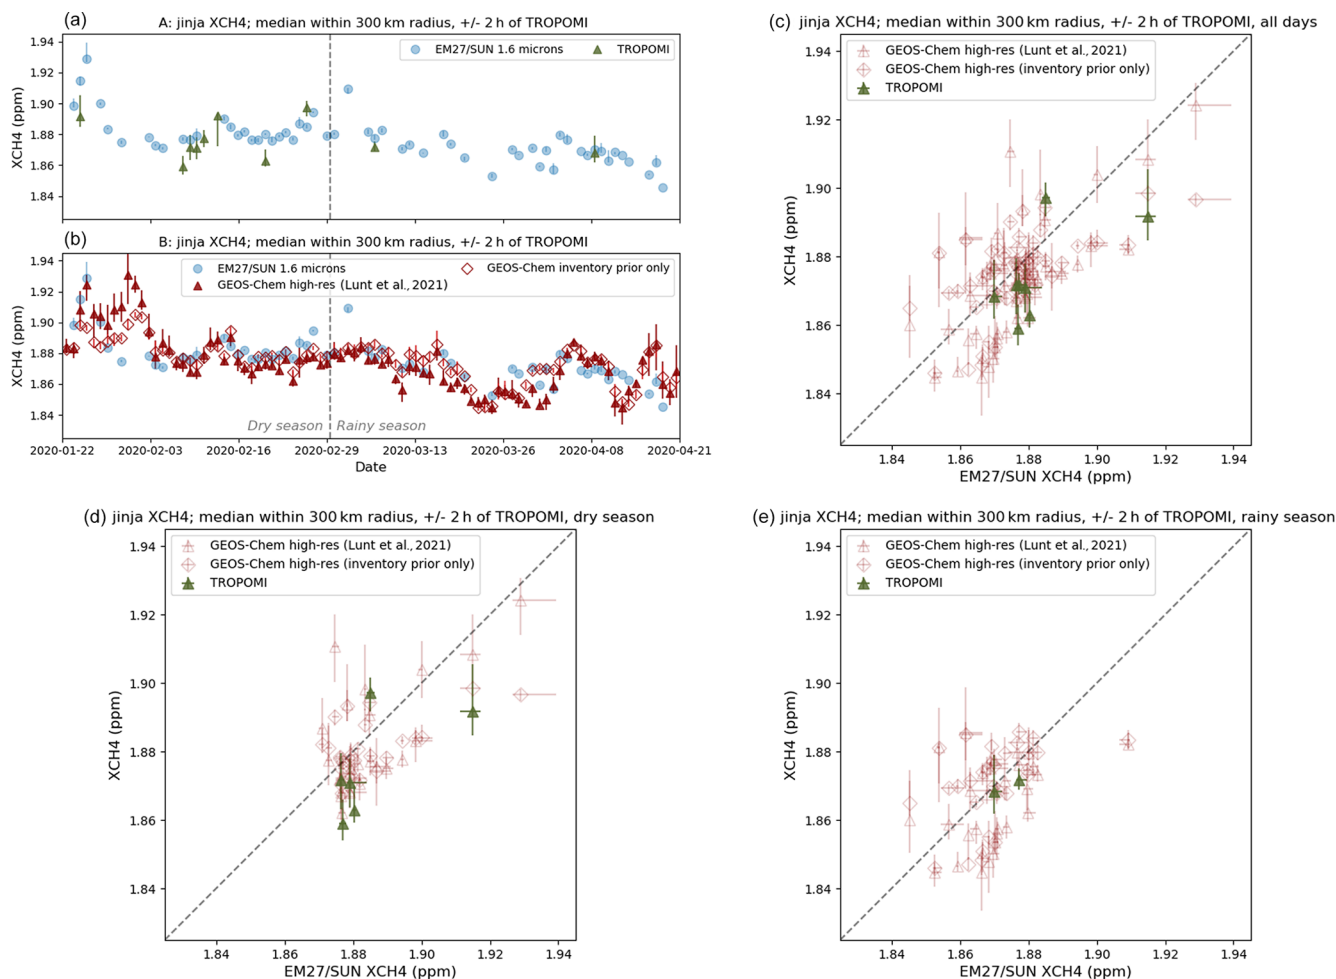 (a)
A: jinja XCH4; median within 300 km radius, +/- 2 h of TROPOMI
1.94
1.92
1.90
1.88
1.86
1.84
XCH4 (ppm)
EM27/SUN 1.6 microns
TROPOMI
(b)
B: jinja XCH4; median within 300 km radius, +/- 2 h of TROPOMI
1.94
1.92
1.90
1.88
1.86
1.84
XCH4 (ppm)
EM27/SUN 1.6 microns
GEOS-Chem high-res (Lunt et al., 2021)
GEOS-Chem inventory prior only
Dry season
Rainy season
2020-01-22
2020-02-03
2020-02-16
2020-02-29
2020-03-13
2020-03-26
2020-04-08
2020-04-21
Date
(c)
jinja XCH4; median within 300 km radius, +/- 2 h of TROPOMI, all days
GEOS-Chem high-res (Lunt et al., 2021)
GEOS-Chem high-res (inventory prior only)
TROPOMI
1.94
1.92
1.90
1.88
1.86
1.84
XCH4 (ppm)
1.84
1.86
1.88
1.90
1.92
1.94
EM27/SUN XCH4 (ppm)
(d)
jinja XCH4; median within 300 km radius, +/- 2 h of TROPOMI, dry season
GEOS-Chem high-res (Lunt et al., 2021)
GEOS-Chem high-res (inventory prior only)
TROPOMI
1.94
1.92
1.90
1.88
1.86
1.84
XCH4 (ppm)
1.84
1.86
1.88
1.90
1.92
1.94
EM27/SUN XCH4 (ppm)
(e)
jinja XCH4; median within 300 km radius, +/- 2 h of TROPOMI, rainy season
GEOS-Chem high-res (Lunt et al., 2021)
GEOS-Chem high-res (inventory prior only)
TROPOMI
1.94
1.92
1.90
1.88
1.86
1.84
XCH4 (ppm)
1.84
1.86
1.88
1.90
1.92
1.94
EM27/SUN XCH4 (ppm)